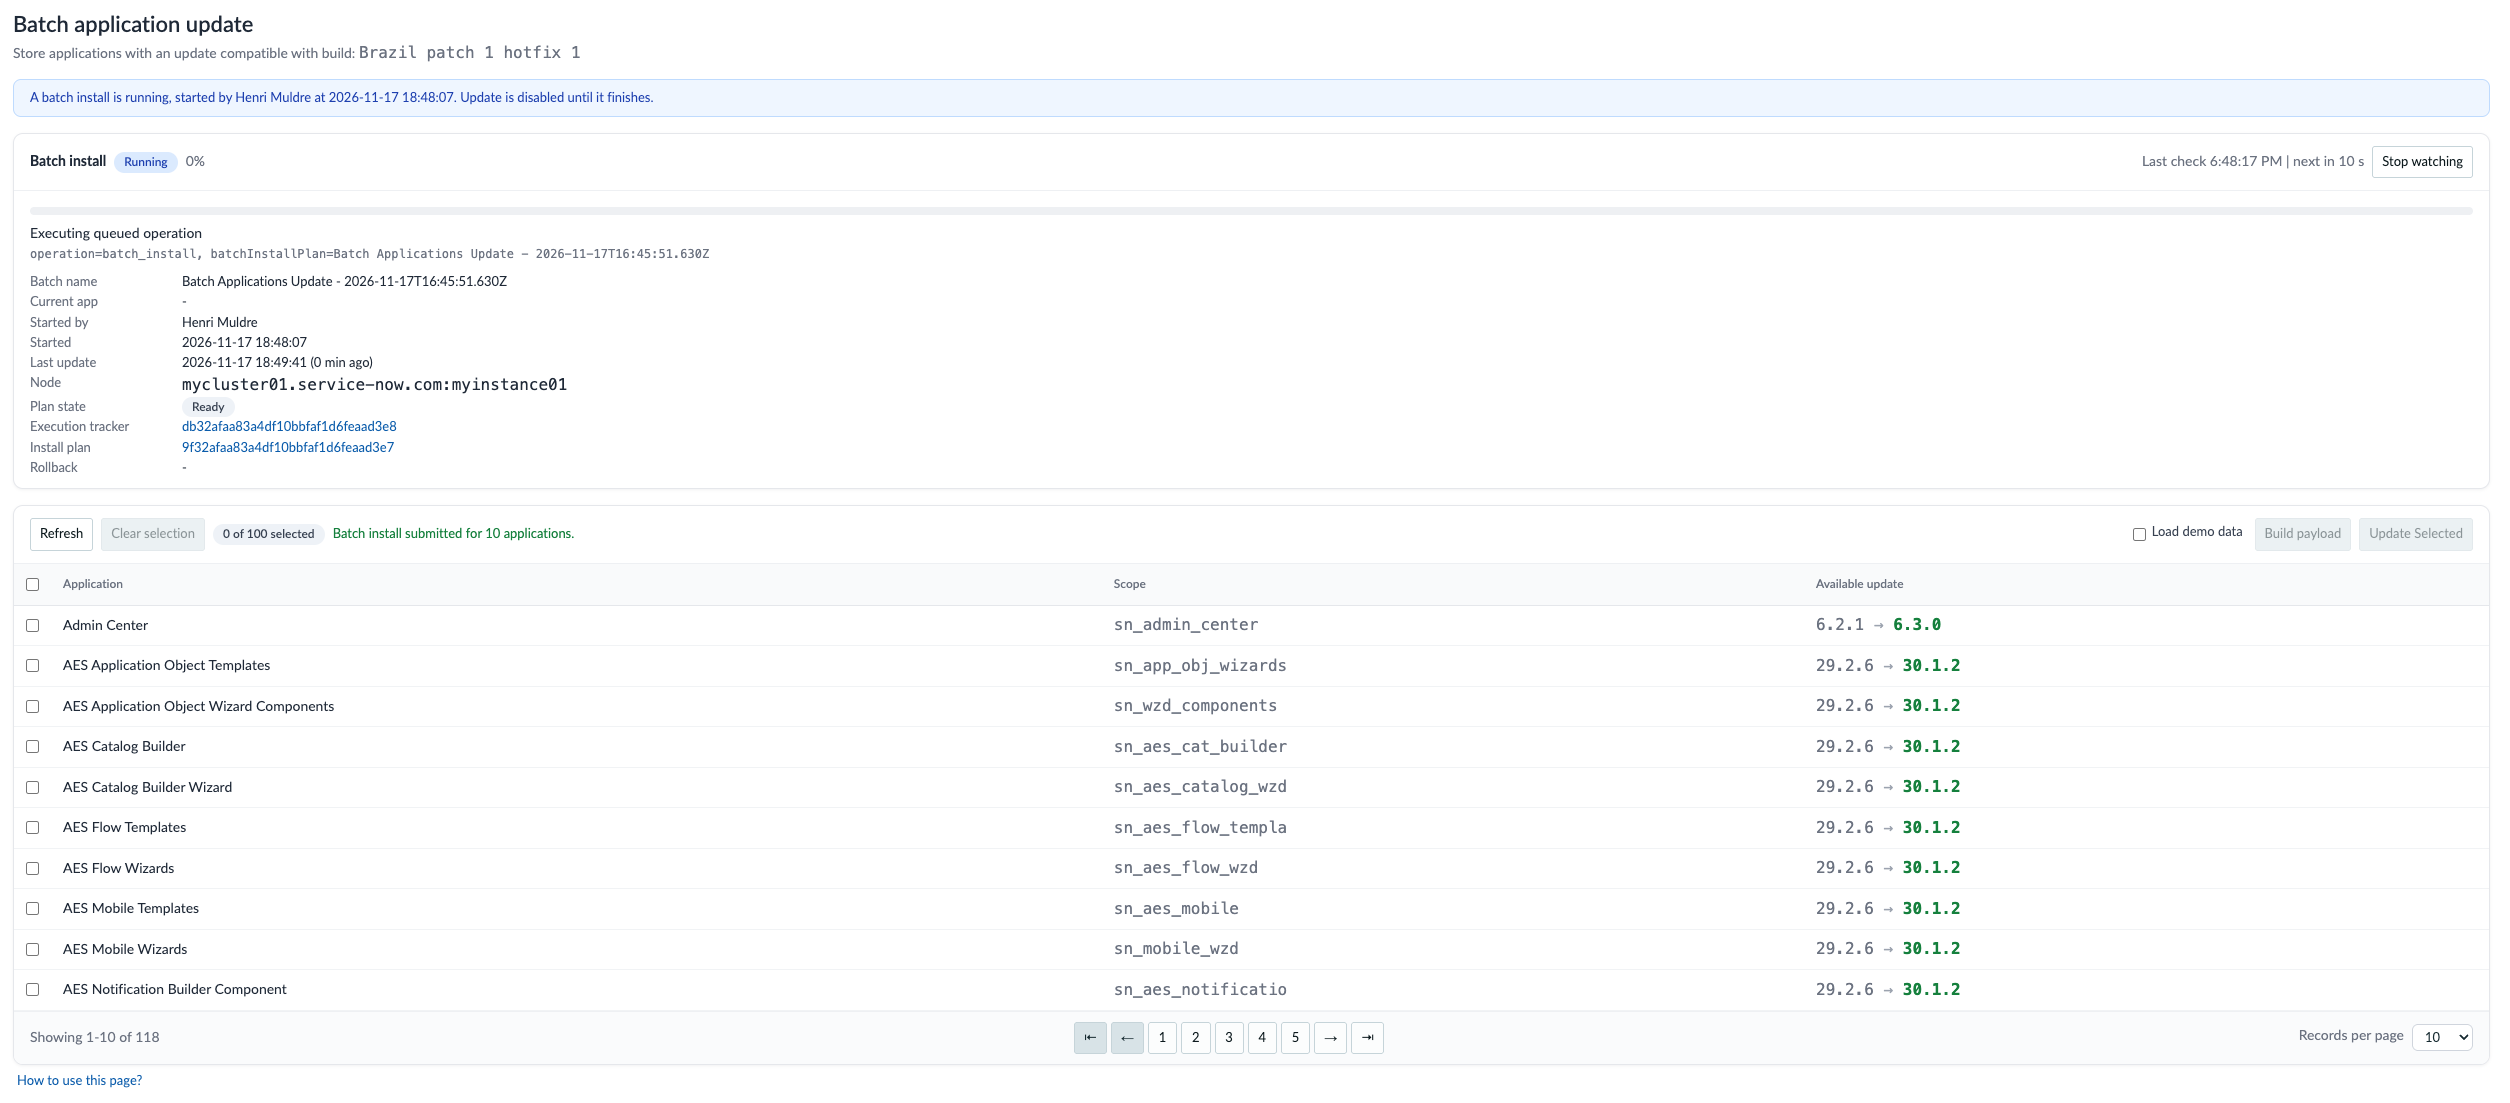 Batch application update
Store applications with an update compatible with build: Brazil patch 1 hotfix 1
A batch install is running, started by Henri Muldre at 2026-11-17 18:48:07. Update is disabled until it finishes.
Batch install Running 0% Last check 6:48:17 PM | next in 10 s Stop watching
Executing queued operation
operation=batch_install, batchInstallPlan=Batch Applications Update - 2026-11-17T16:45:51.630Z
Batch name Batch Applications Update - 2026-11-17T16:45:51.630Z
Current app -
Started by Henri Muldre
Started 2026-11-17 18:48:07
Last update 2026-11-17 18:49:41 (0 min ago)
Node mycluster01.service-now.com:myinstance01
Plan state Ready
Execution tracker db32afaa83a4df10bbfaf1d6feaad3e8
Install plan 9f32afaa83a4df10bbfaf1d6feaad3e7
Rollback -
Refresh Clear selection 0 of 100 selected Batch install submitted for 10 applications. Load demo data Build payload Update Selected
Application Scope Available update
Admin Center sn_admin_center 6.2.1 → 6.3.0
AES Application Object Templates sn_app_obj_wizards 29.2.6 → 30.1.2
AES Application Object Wizard Components sn_wzd_components 29.2.6 → 30.1.2
AES Catalog Builder sn_aes_cat_builder 29.2.6 → 30.1.2
AES Catalog Builder Wizard sn_aes_catalog_wzd 29.2.6 → 30.1.2
AES Flow Templates sn_aes_flow_templa 29.2.6 → 30.1.2
AES Flow Wizards sn_aes_flow_wzd 29.2.6 → 30.1.2
AES Mobile Templates sn_aes_mobile 29.2.6 → 30.1.2
AES Mobile Wizards sn_mobile_wzd 29.2.6 → 30.1.2
AES Notification Builder Component sn_aes_notificatio 29.2.6 → 30.1.2
Showing 1-10 of 118 ⇤ ← 1 2 3 4 5 → ⇥ Records per page 10
How to use this page?